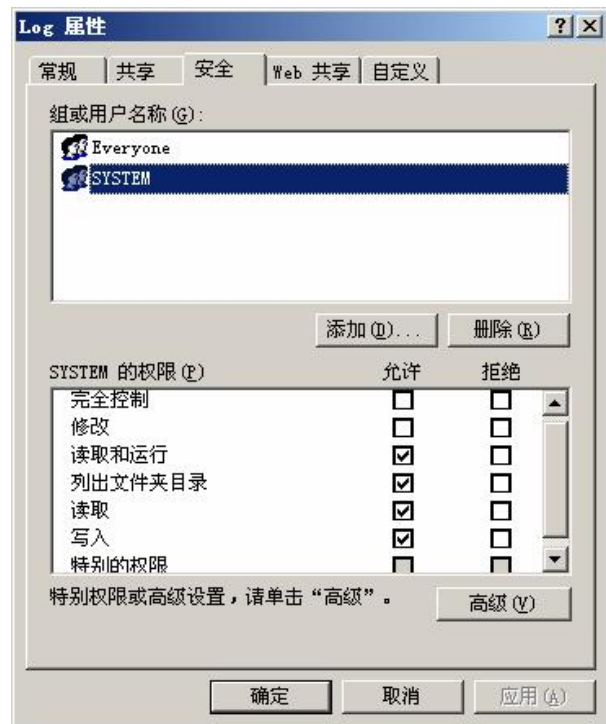 Log 属性
常规 共享 安全 Web 共享 自定义
组或用户名称(G):
Everyone
SYSTEM
添加(D)... 删除(R)
SYSTEM 的权限(P) 允许 拒绝
完全控制
修改
读取和运行
列出文件夹目录
读取
写入
特别的权限
特别权限或高级设置，请单击“高级”。 高级(V)
确定 取消 应用(A)